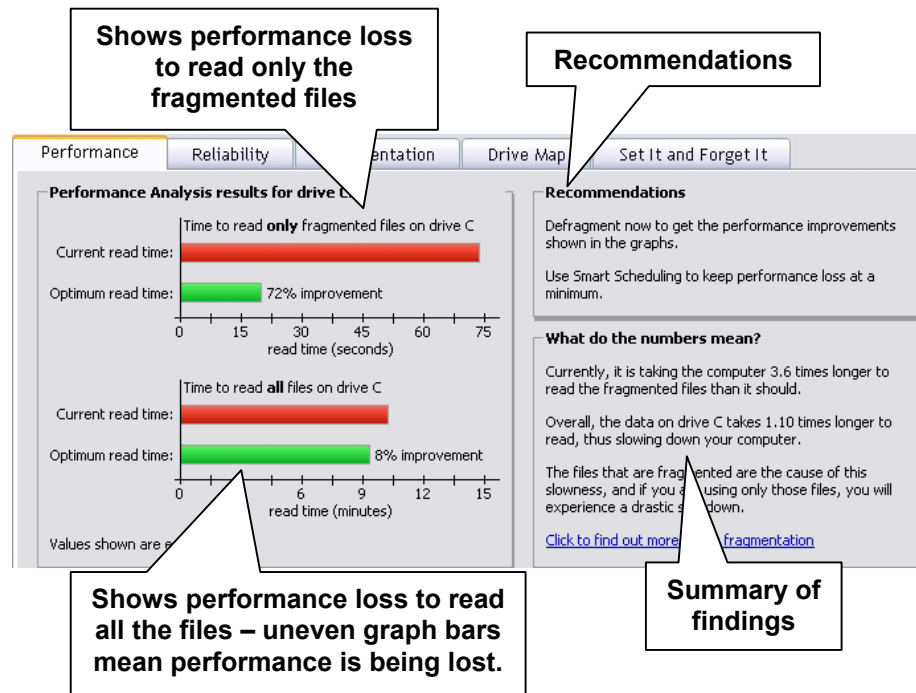 Shows performance loss
to read only the
fragmented files
Recommendations
Performance
Reliability
entation
Drive Map
Set It and Forget It
Performance Analysis results for drive
Time to read only fragmented files on drive C
Current read time:
Optimum read time:
72% improvement
0 15 30 45 60 75
read time (seconds)
Time to read all files on drive C
Current read time:
Optimum read time:
8% improvement
0 6 9 12 15
read time (minutes)
Values shown are
Recommendations
Defragment now to get the performance improvements
shown in the graphs.
Use Smart Scheduling to keep performance loss at a
minimum.
What do the numbers mean?
Currently, it is taking the computer 3.6 times longer to
read the fragmented files than it should.
Overall, the data on drive C takes 1.10 times longer to
read, thus slowing down your computer.
The files that are fragmented are the cause of this
slowness, and if you using only those files, you will
experience a drastic down.
Click to find out more fragmentation
Shows performance loss to read
all the files – uneven graph bars
mean performance is being lost.
Summary of
findings